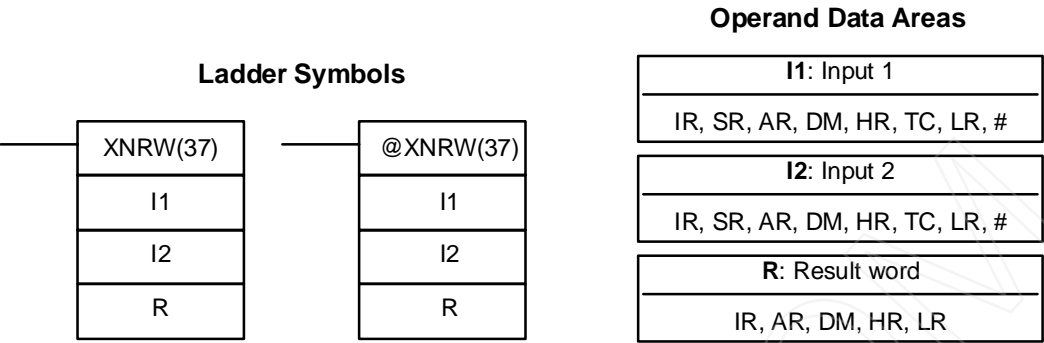 Ladder Symbols
XNRW(37)
I1
I2
R
@XNRW(37)
I1
I2
R
Operand Data Areas
I1: Input 1
IR, SR, AR, DM, HR, TC, LR, #
I2: Input 2
IR, SR, AR, DM, HR, TC, LR, #
R: Result word
IR, AR, DM, HR, LR